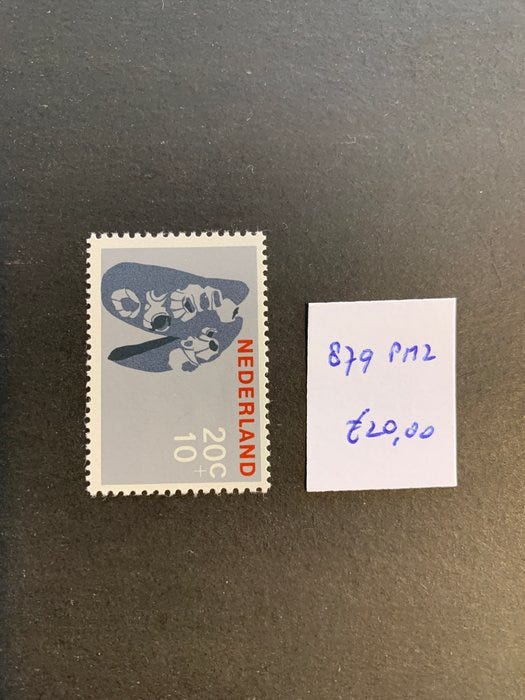 NEDERLAND
20c
10+
879 PM2
£20,00